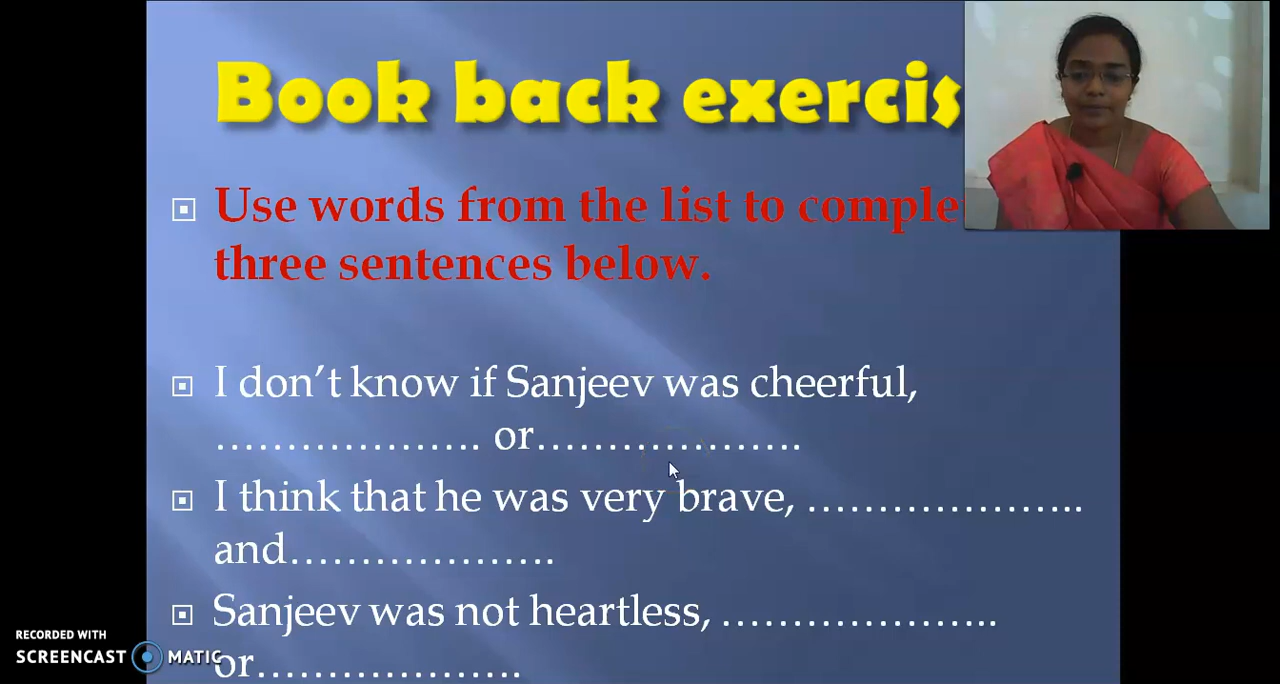 Book back exercis
Use words from the list to comple
three sentences below.
I don’t know if Sanjeev was cheerful,
………………. or……………….
I think that he was very brave, ………………..
and……………….
Sanjeev was not heartless, ………………..
or……………….
RECORDED WITH
SCREENCAST MATIC